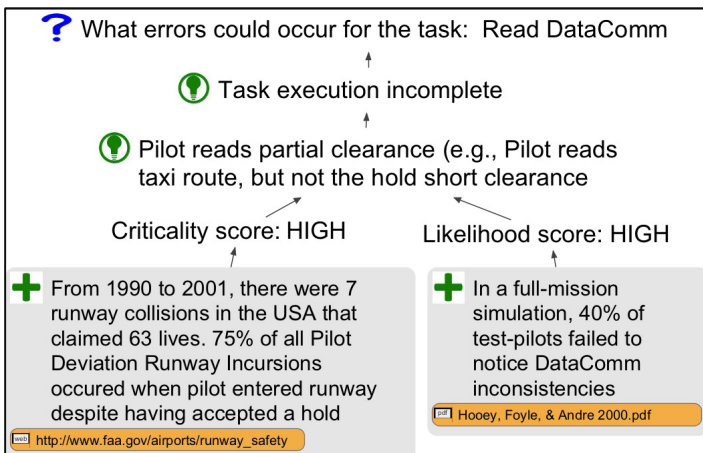 ? What errors could occur for the task: Read DataComm
Task execution incomplete
Pilot reads partial clearance (e.g., Pilot reads
taxi route, but not the hold short clearance
Criticality score: HIGH
Likelihood score: HIGH
From 1990 to 2001, there were 7
runway collisions in the USA that
claimed 63 lives. 75% of all Pilot
Deviation Runway Incursions
occured when pilot entered runway
despite having accepted a hold
web http://www.faa.gov/airports/runway_safety
In a full-mission
simulation, 40% of
test-pilots failed to
notice DataComm
inconsistencies
pdf Hooey, Foyle, & Andre 2000.pdf